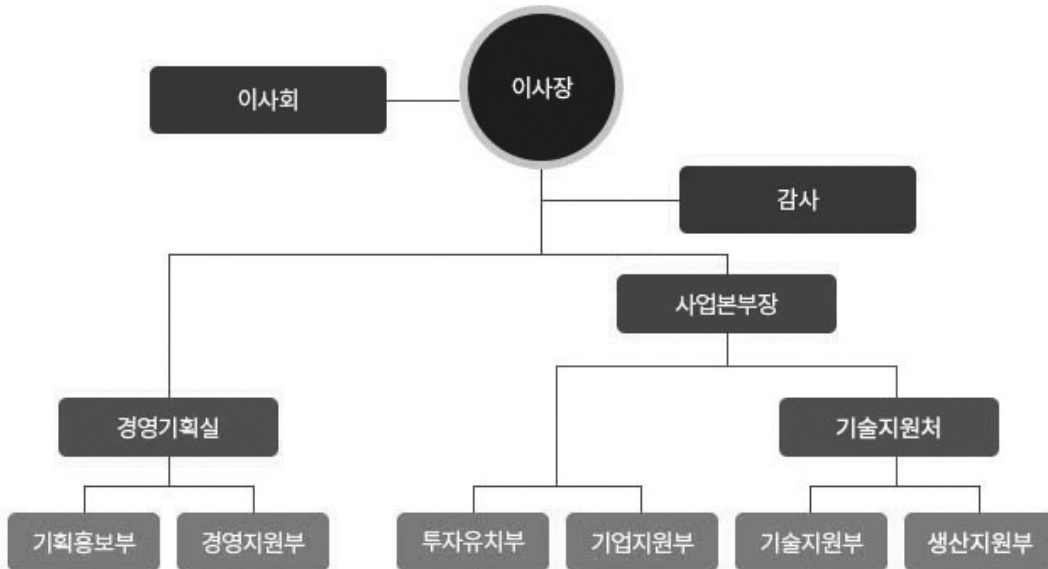 이사장
이사회
감사
사업본부장
경영기획실
기술지원처
기획홍보부
경영지원부
투자유치부
기업지원부
기술지원부
생산지원부